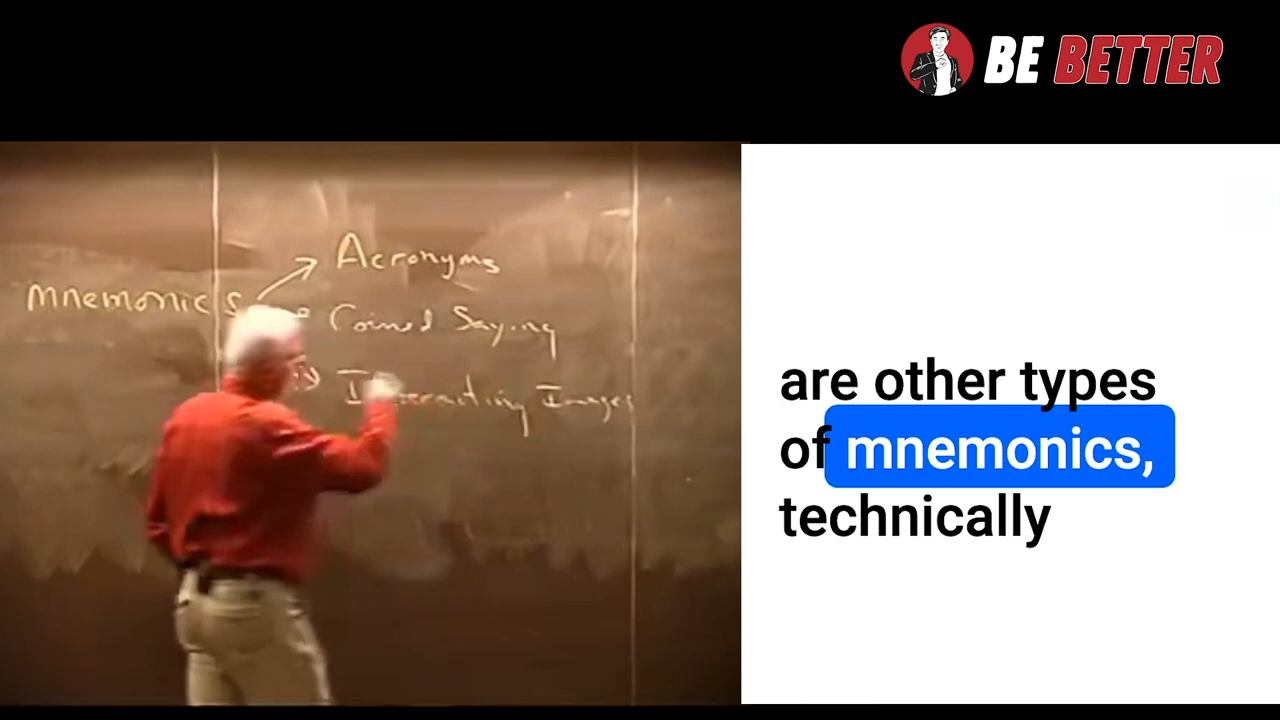 BE BETTER
Acronyms
mnemonics
Coined Saying
Interacting Images
are other types
of mnemonics,
technically